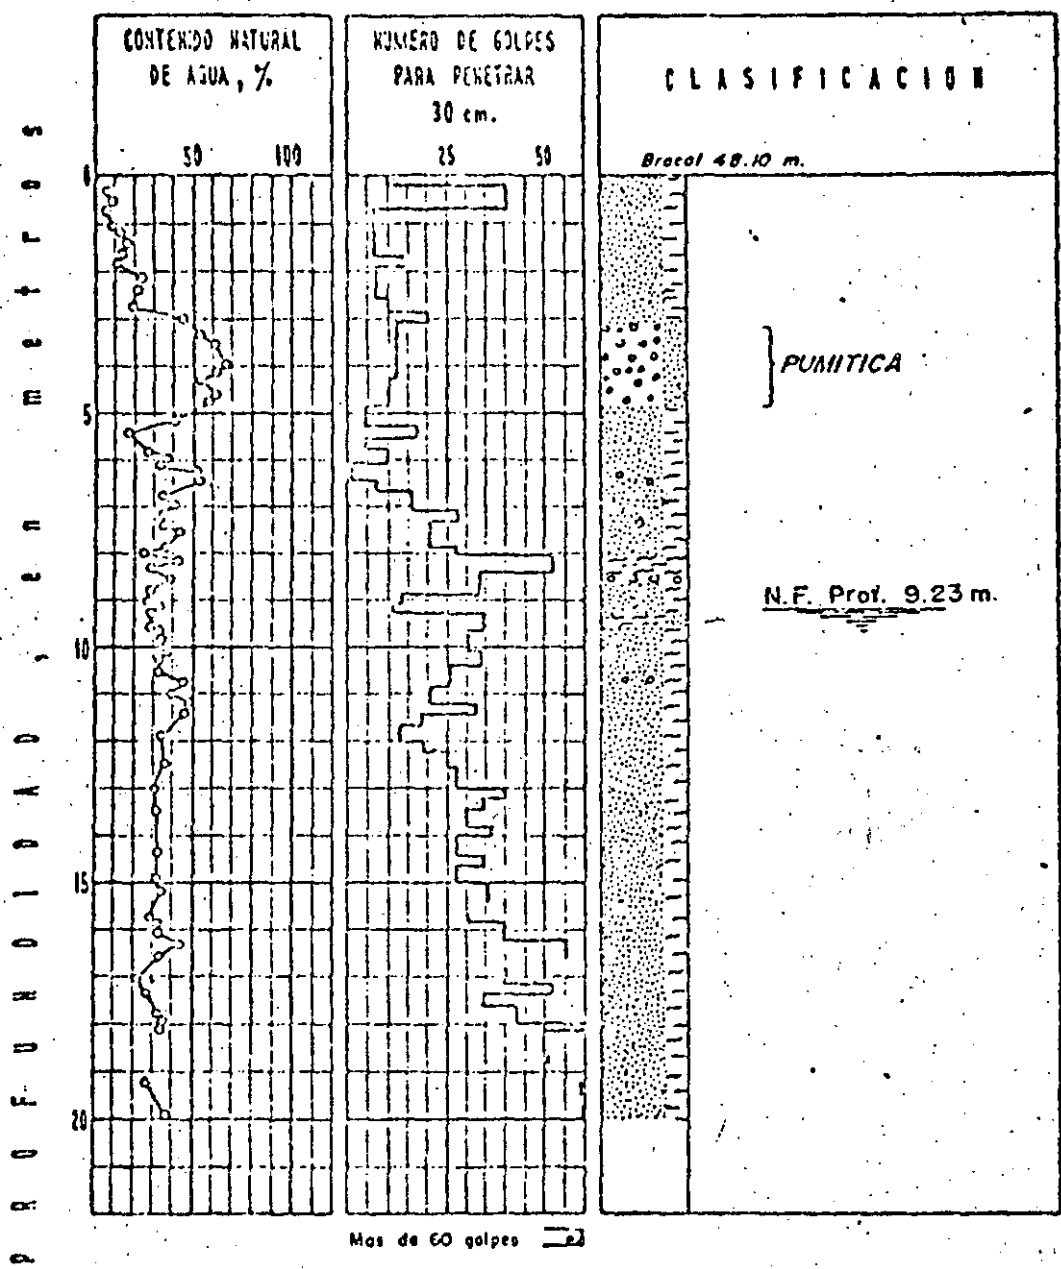 CONTENIDO NATURAL
DE AGUA, %
50 100
NUMERO DE GOLPES
PARA PENETRAR
30 cm.
25 50
CLASIFICACION
Brocal 48.10 m.
PROFUNDIDAD, en metros
0
5
10
15
20
PUMITICA
N.F. Prof. 9.23 m.
Mas de 60 golpes